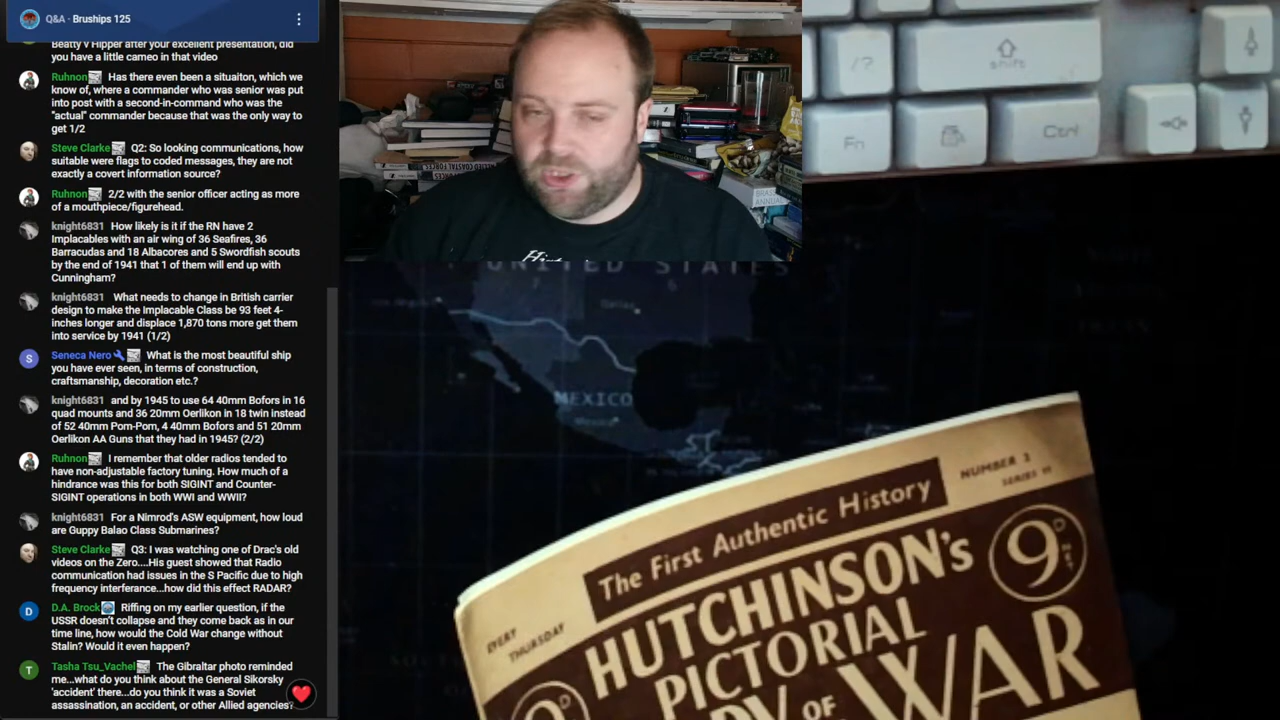 Q&A · Bruships 125
Beatty v Hipper after your excellent presentation, did
you have a little cameo in that video
Ruhnon Has there even been a situaiton, which we
know of, where a commander who was senior was put
into post with a second-in-command who was the
"actual" commander because that was the only way to
get 1/2
Steve Clarke Q2: So looking communications, how
suitable were flags to coded messages, they are not
exactly a covert information source?
Ruhnon 2/2 with the senior officer acting as more
of a mouthpiece/figurehead.
knight6831 How likely is it if the RN have 2
Implacables with an air wing of 36 Seafires, 36
Barracudas and 18 Albacores and 5 Swordfish scouts
by the end of 1941 that 1 of them will end up with
Cunningham?
knight6831 What needs to change in British carrier
design to make the Implacable Class be 93 feet 4-
inches longer and displace 1,870 tons more get them
into service by 1941 (1/2)
S
Seneca Nero What is the most beautiful ship
you have ever seen, in terms of construction,
craftsmanship, decoration etc.?
knight6831 and by 1945 to use 64 40mm Bofors in 16
quad mounts and 36 20mm Oerlikon in 18 twin instead
of 52 40mm Pom-Pom, 4 40mm Bofors and 51 20mm
Oerlikon AA Guns that they had in 1945? (2/2)
Ruhnon I remember that older radios tended to
have non-adjustable factory tuning. How much of a
hindrance was this for both SIGINT and Counter-
SIGINT operations in both WWI and WWII?
knight6831 For a Nimrod's ASW equipment, how loud
are Guppy Balao Class Submarines?
Steve Clarke Q3: I was watching one of Drac's old
videos on the Zero....His guest showed that Radio
communication had issues in the S Pacific due to high
frequency interferance...how did this effect RADAR?
D
D.A. Brock Riffing on my earlier question, if the
USSR doesn't collapse and they come back as in our
time line, how would the Cold War change without
Stalin? Would it even happen?
T
Tasha Tsu_Vachel The Gibraltar photo reminded
me...what do you think about the General Sikorsky
'accident' there...do you think it was a Soviet
assassination, an accident, or other Allied agencies?
BRASS
ANNUAL
/?
shift
Fn
Ctrl
UNITED STATES
Dallas
MEXICO
The First Authentic History
NUMBER 1
EVERY
THURSDAY
HUTCHINSON's
9D
PICTORIAL
OF
WAR